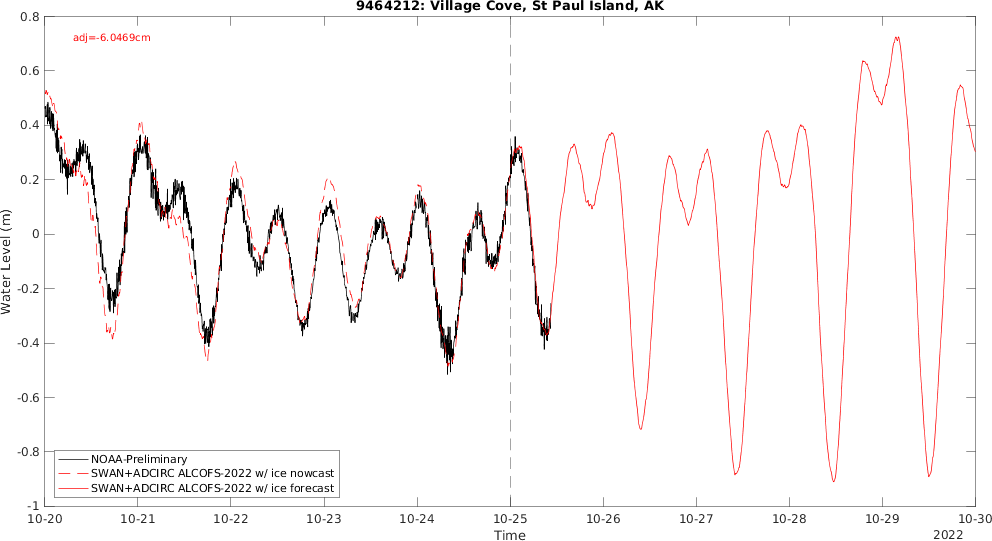 9464212: Village Cove, St Paul Island, AK
adj=-6.0469cm
0.8
0.6
0.4
0.2
0
-0.2
-0.4
-0.6
-0.8
-1
Water Level (m)
NOAA-Preliminary
SWAN+ADCIRC ALCOFS-2022 w/ ice nowcast
SWAN+ADCIRC ALCOFS-2022 w/ ice forecast
10-20 10-21 10-22 10-23 10-24 10-25 10-26 10-27 10-28 10-29 10-30
Time
2022